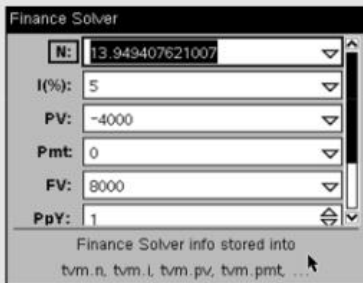 Finance Solver
N: 13.949407621007
I(%): 5
PV: -4000
Pmt: 0
FV: 8000
PpY: 1
Finance Solver info stored into
tvm.n, tvm.i, tvm.pv, tvm.pmt, ...